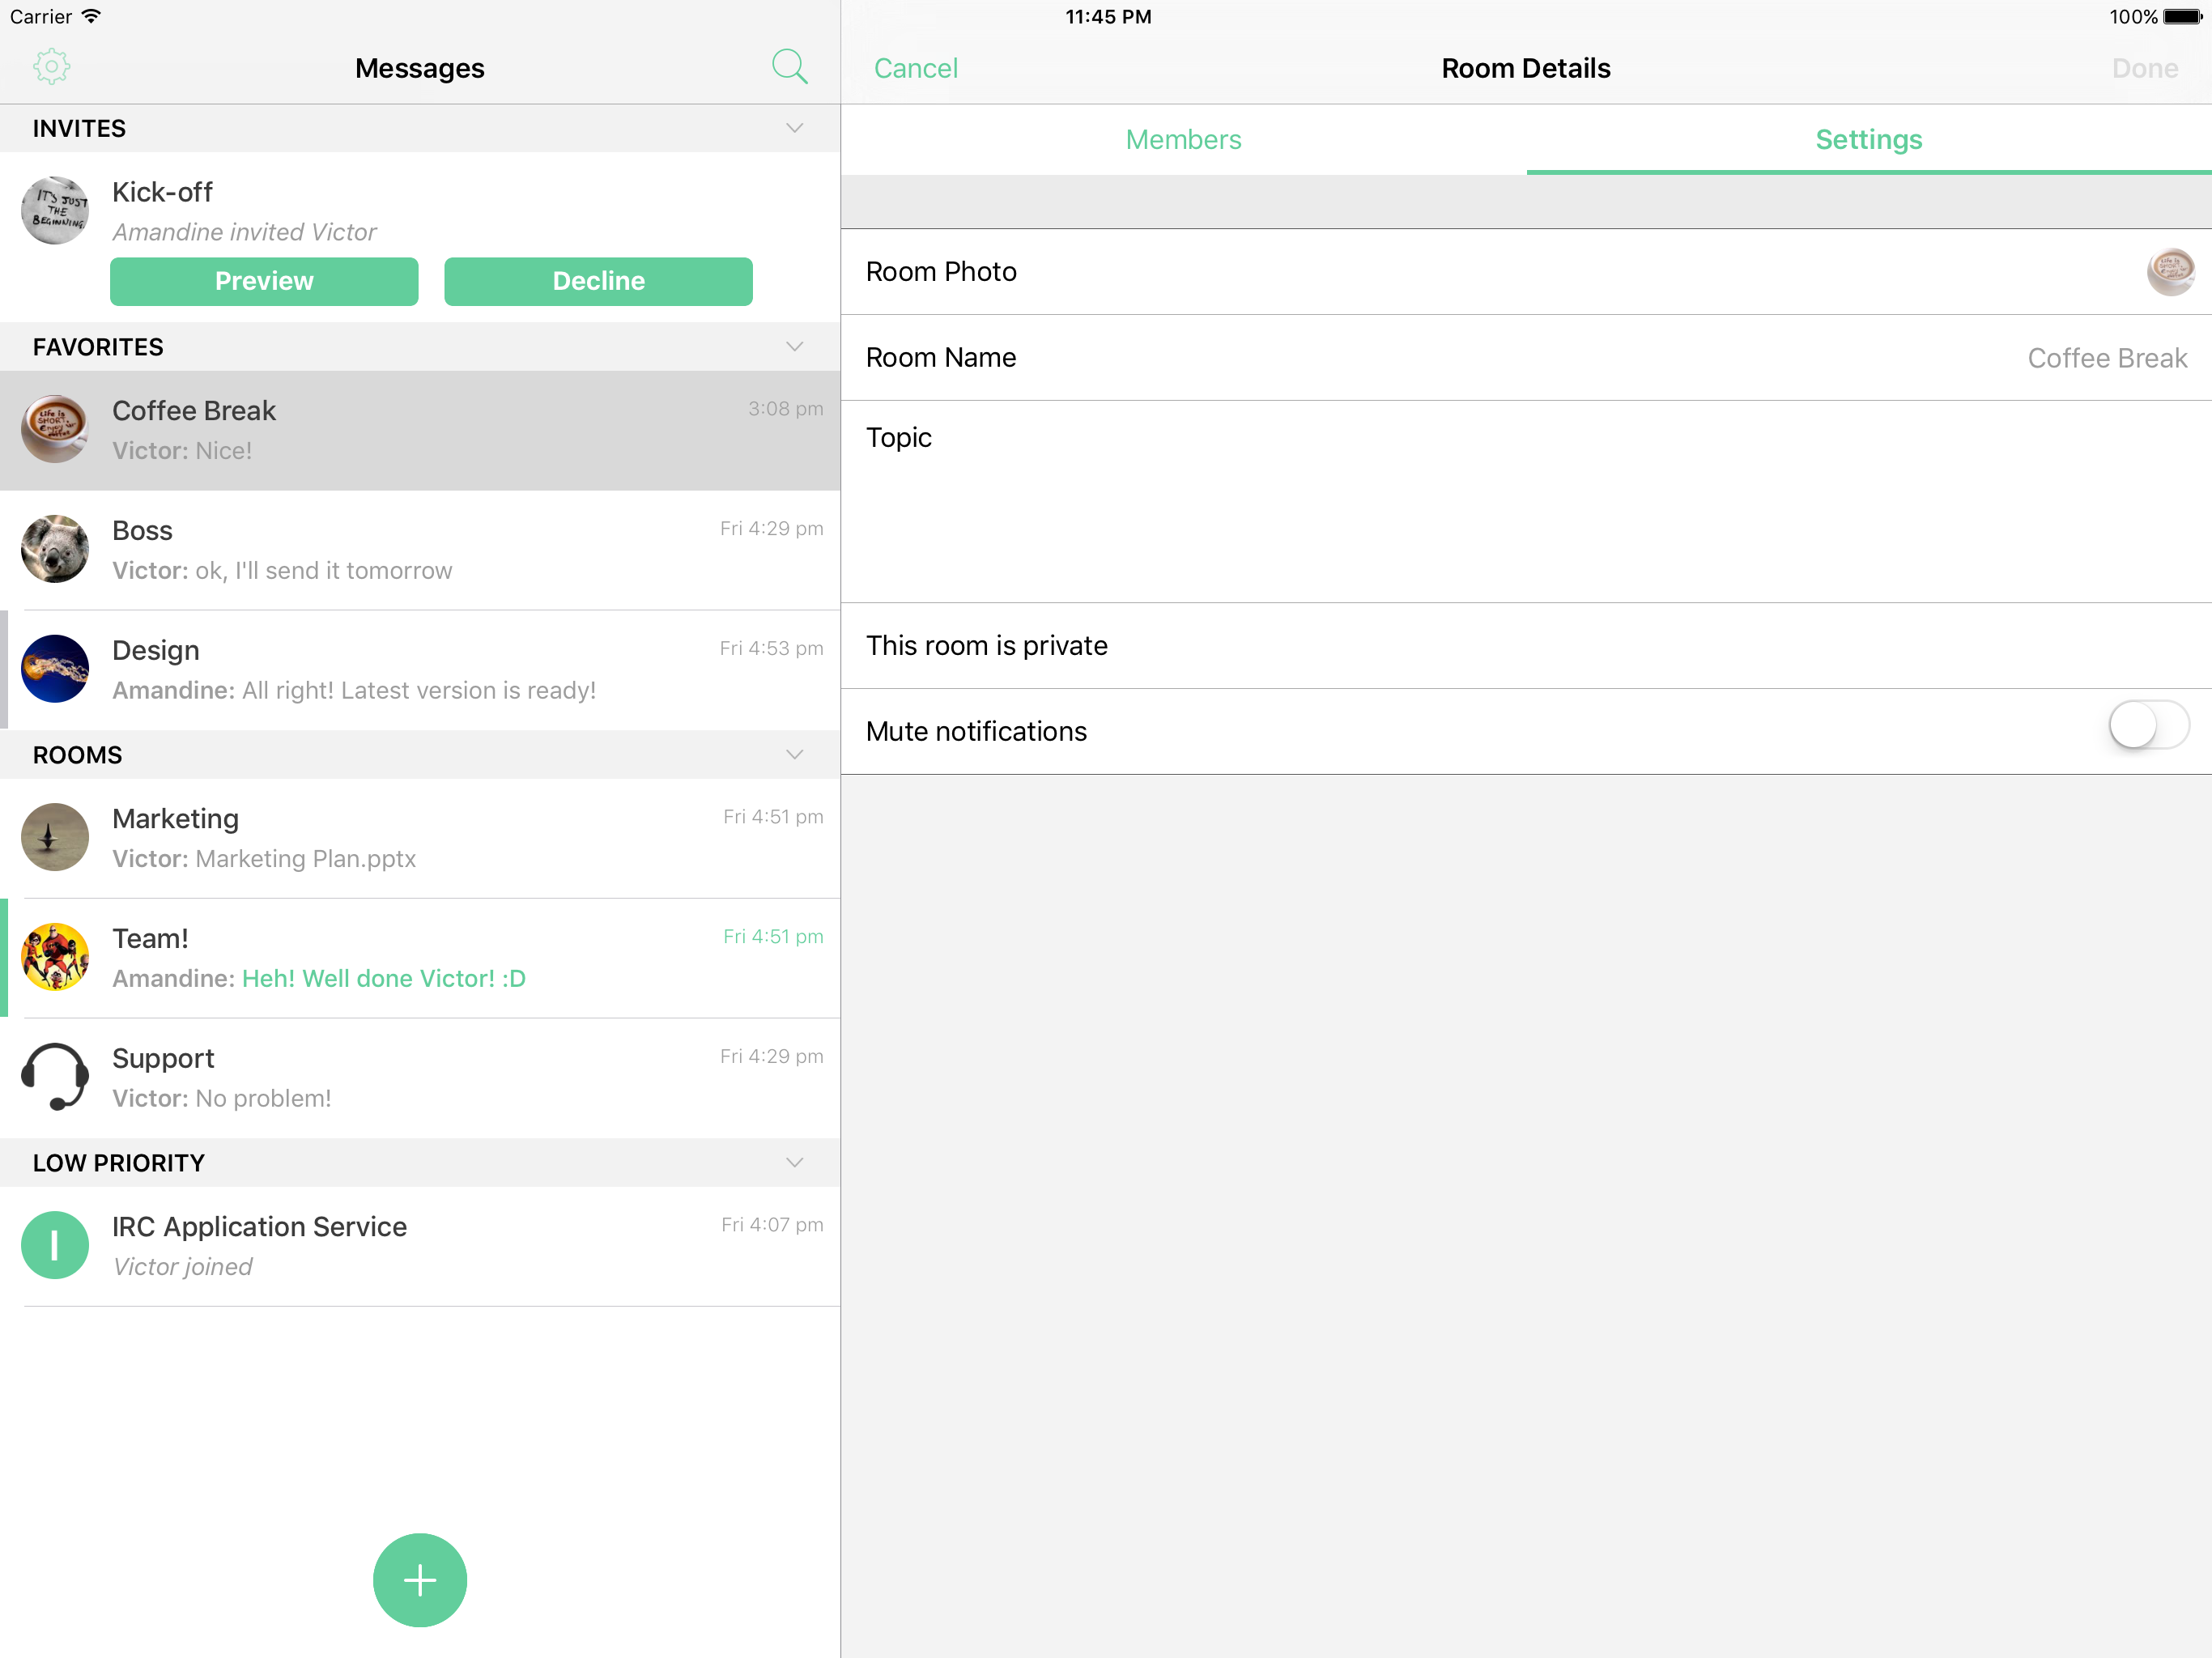 Carrier
11:45 PM
100%
Messages
Cancel
Room Details
Done
INVITES
Kick-off
IT'S JUST
THE
BEGINNING
Amandine invited Victor
Preview
Decline
FAVORITES
Coffee Break
3:08 pm
Life is
SHORT
Enjoy
Victor: Nice!
Boss
Fri 4:29 pm
Victor: ok, I'll send it tomorrow
Design
Fri 4:53 pm
Amandine: All right! Latest version is ready!
ROOMS
Marketing
Fri 4:51 pm
Victor: Marketing Plan.pptx
Team!
Fri 4:51 pm
Amandine: Heh! Well done Victor! :D
Support
Fri 4:29 pm
Victor: No problem!
LOW PRIORITY
I
IRC Application Service
Fri 4:07 pm
Victor joined
Members
Settings
Room Photo
Room Name
Coffee Break
Topic
This room is private
Mute notifications